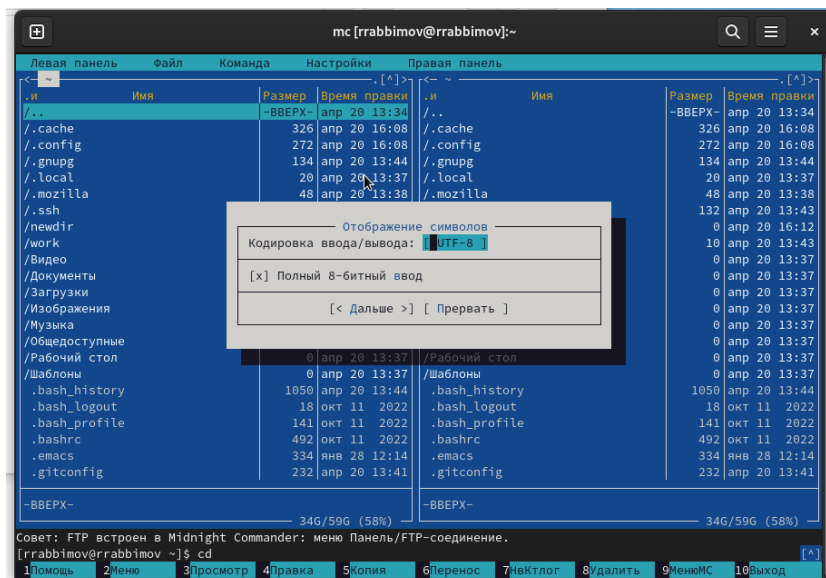 mc [rrabbimov@rrabbimov]:~
Левая панель Файл Команда Настройки Правая панель
<— ~ .[^]> <— ~ .[^]>
.и Имя Размер Время правки .и Имя Размер Время правки
/.. -ВВЕРХ- апр 20 13:34 /.. -ВВЕРХ- апр 20 13:34
/.cache 326 апр 20 16:08 /.cache 326 апр 20 16:08
/.config 272 апр 20 16:08 /.config 272 апр 20 16:08
/.gnupg 134 апр 20 13:44 /.gnupg 134 апр 20 13:44
/.local 20 апр 20 13:37 /.local 20 апр 20 13:37
/.mozilla 48 апр 20 13:38 /.mozilla 48 апр 20 13:38
/.ssh 132 апр 20 13:43
/newdir 0 апр 20 16:12
/work 10 апр 20 13:43
/Видео 0 апр 20 13:37
/Документы 0 апр 20 13:37
/Загрузки 0 апр 20 13:37
/Изображения 0 апр 20 13:37
/Музыка 0 апр 20 13:37
/Общедоступные 0 апр 20 13:37
Отображение символов
Кодировка ввода/вывода: [ UTF-8 ]
[x] Полный 8-битный ввод
[< Дальше >] [ Прервать ]
/Рабочий стол 0 апр 20 13:37 /Рабочий стол 0 апр 20 13:37
/Шаблоны 0 апр 20 13:37 /Шаблоны 0 апр 20 13:37
.bash_history 1050 апр 20 13:44 .bash_history 1050 апр 20 13:44
.bash_logout 18 окт 11 2022 .bash_logout 18 окт 11 2022
.bash_profile 141 окт 11 2022 .bash_profile 141 окт 11 2022
.bashrc 492 окт 11 2022 .bashrc 492 окт 11 2022
.emacs 334 янв 28 12:14 .emacs 334 янв 28 12:14
.gitconfig 232 апр 20 13:41 .gitconfig 232 апр 20 13:41
-ВВЕРХ- -ВВЕРХ-
34G/59G (58%) 34G/59G (58%)
Совет: FTP встроен в Midnight Commander: меню Панель/FTP-соединение.
[rrabbimov@rrabbimov ~]$ cd [^]
1Помощь 2Меню 3Просмотр 4Правка 5Копия 6Перенос 7НвКтлог 8Удалить 9МенюMC 10Выход